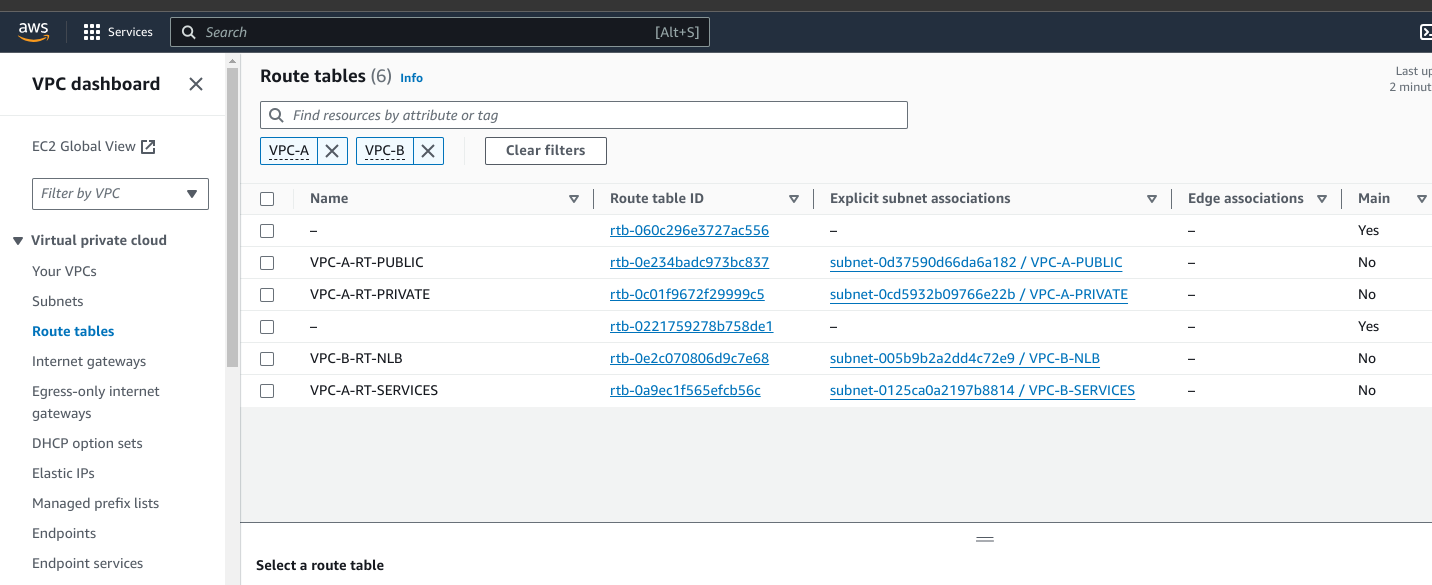 aws
Services
Search [Alt+S]
VPC dashboard
EC2 Global View
Filter by VPC
Virtual private cloud
Your VPCs
Subnets
Route tables
Internet gateways
Egress-only internet
gateways
DHCP option sets
Elastic IPs
Managed prefix lists
Endpoints
Endpoint services
Route tables (6) Info
Last up
2 minut
Find resources by attribute or tag
VPC-A VPC-B Clear filters
Name Route table ID Explicit subnet associations Edge associations Main
– rtb-060c296e3727ac556 – – Yes
VPC-A-RT-PUBLIC rtb-0e234badc973bc837 subnet-0d37590d66da6a182 / VPC-A-PUBLIC – No
VPC-A-RT-PRIVATE rtb-0c01f9672f29999c5 subnet-0cd5932b09766e22b / VPC-A-PRIVATE – No
– rtb-0221759278b758de1 – – Yes
VPC-B-RT-NLB rtb-0e2c070806d9c7e68 subnet-005b9b2a2dd4c72e9 / VPC-B-NLB – No
VPC-A-RT-SERVICES rtb-0a9ec1f565efcb56c subnet-0125ca0a2197b8814 / VPC-B-SERVICES – No
Select a route table